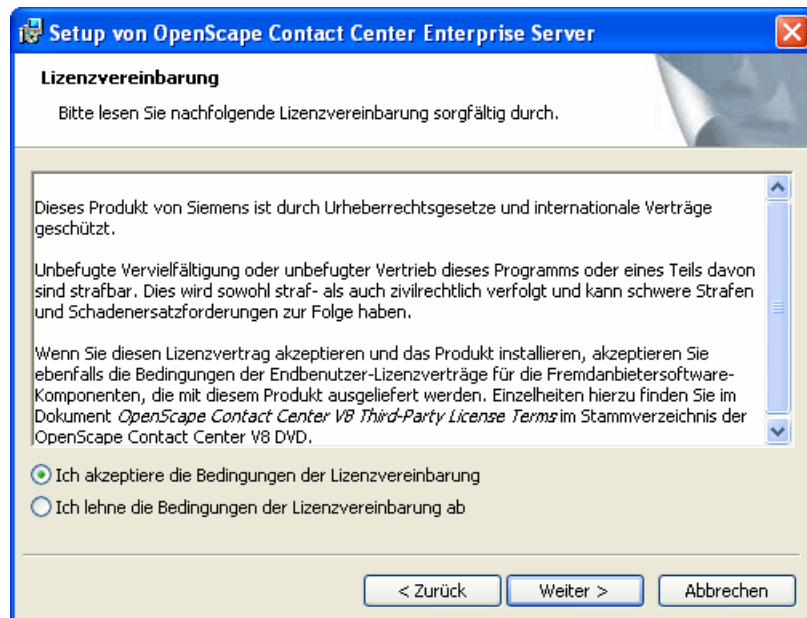 Setup von OpenScape Contact Center Enterprise Server
Lizenzvereinbarung
Bitte lesen Sie nachfolgende Lizenzvereinbarung sorgfältig durch.
Dieses Produkt von Siemens ist durch Urheberrechtsgesetze und internationale Verträge
geschützt.
Unbefugte Vervielfältigung oder unbefugter Vertrieb dieses Programms oder eines Teils davon
sind strafbar. Dies wird sowohl straf- als auch zivilrechtlich verfolgt und kann schwere Strafen
und Schadenersatzforderungen zur Folge haben.
Wenn Sie diesen Lizenzvertrag akzeptieren und das Produkt installieren, akzeptieren Sie
ebenfalls die Bedingungen der Endbenutzer-Lizenzverträge für die Fremdanbietersoftware-
Komponenten, die mit diesem Produkt ausgeliefert werden. Einzelheiten hierzu finden Sie im
Dokument OpenScape Contact Center V8 Third-Party License Terms im Stammverzeichnis der
OpenScape Contact Center V8 DVD.
Ich akzeptiere die Bedingungen der Lizenzvereinbarung
Ich lehne die Bedingungen der Lizenzvereinbarung ab
< Zurück
Weiter >
Abbrechen